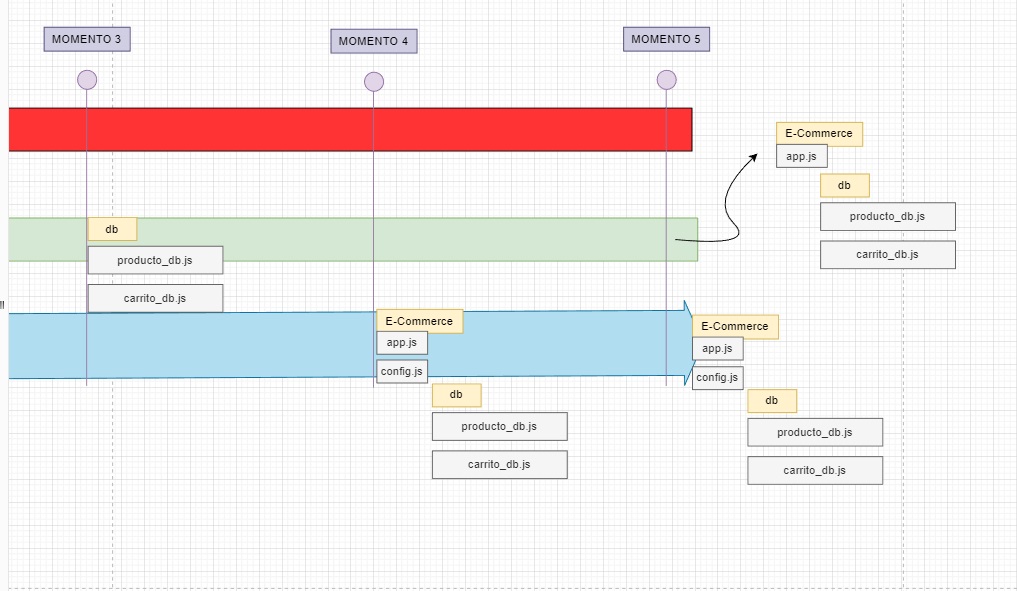 MOMENTO 3
MOMENTO 4
MOMENTO 5
E-Commerce
app.js
db
producto_db.js
carrito_db.js
db
producto_db.js
carrito_db.js
E-Commerce
app.js
config.js
db
producto_db.js
carrito_db.js
E-Commerce
app.js
config.js
db
producto_db.js
carrito_db.js